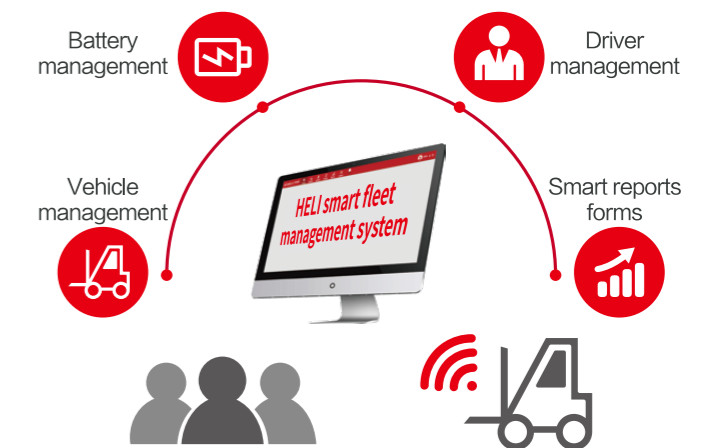 Battery
management
Driver
management
Vehicle
management
HELI smart fleet
management system
Smart reports
forms